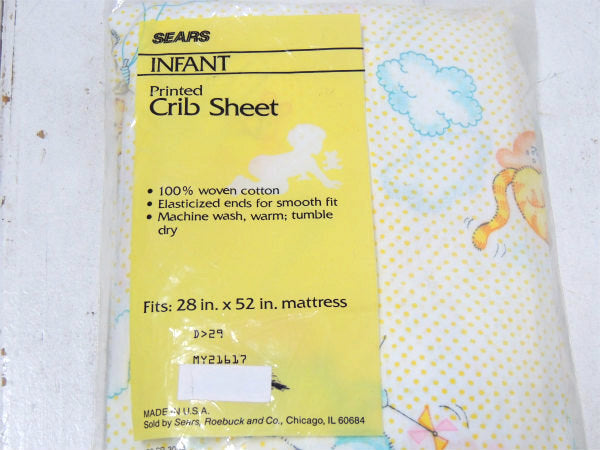 SEARS
INFANT
Printed
Crib Sheet
• 100% woven cotton
• Elasticized ends for smooth fit
• Machine wash, warm; tumble
dry
Fits: 28 in. x 52 in. mattress
D>29
MY21617
MADE IN U.S.A.
Sold by Sears, Roebuck and Co., Chicago, IL 60684